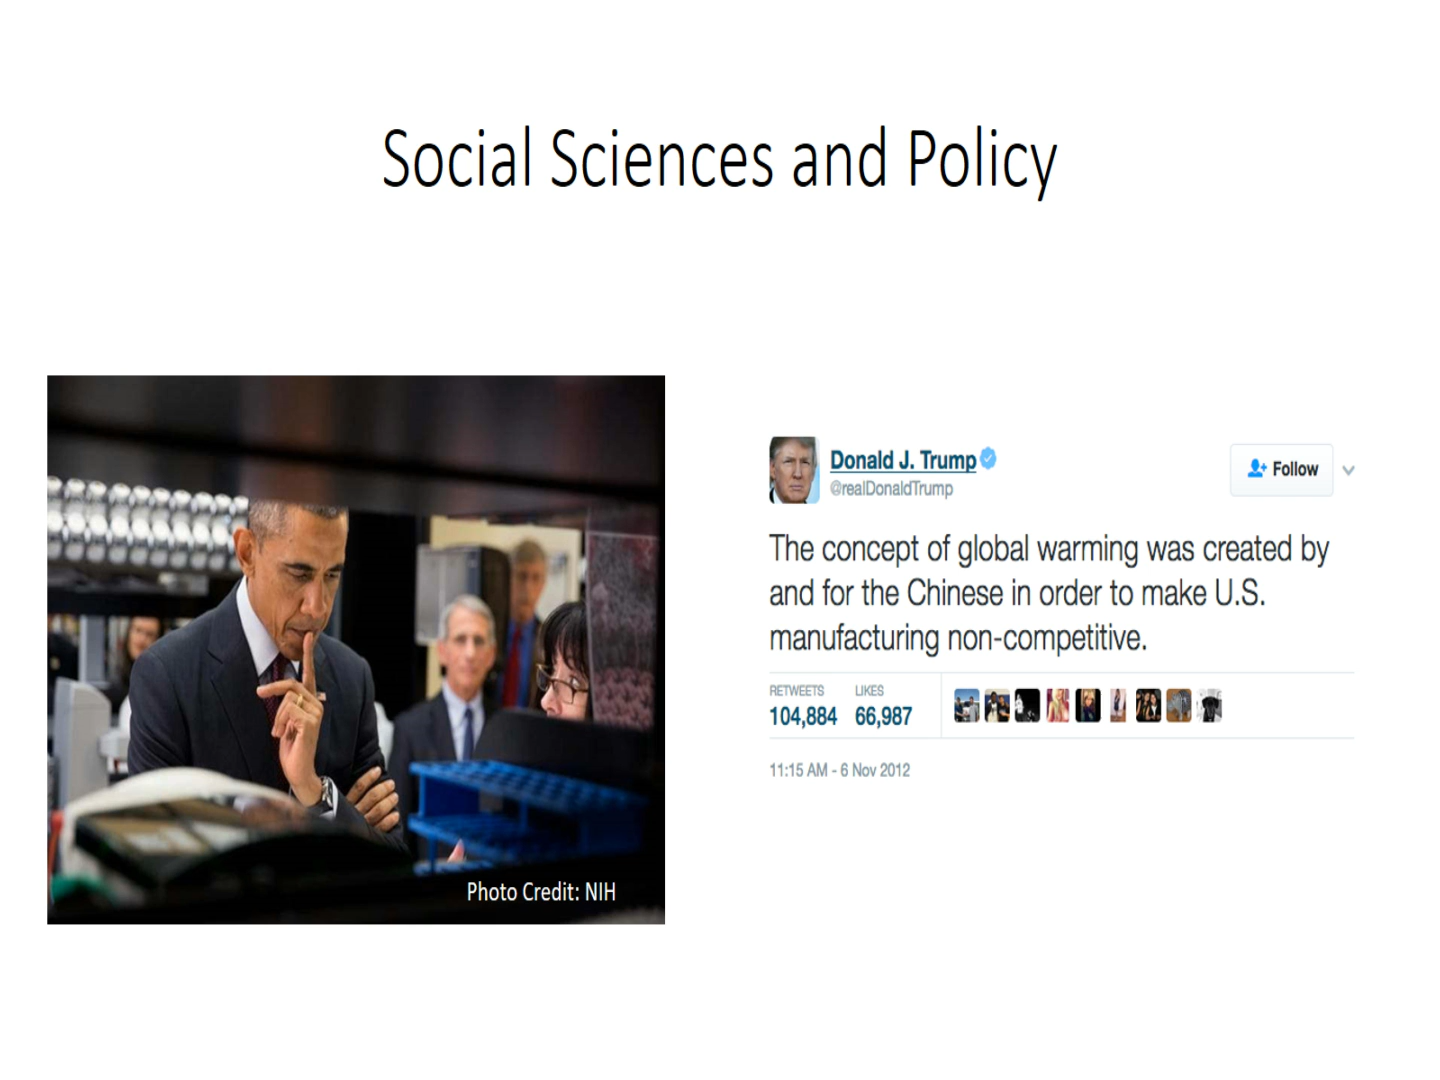 Social Sciences and Policy
Photo Credit: NIH
Donald J. Trump
@realDonaldTrump
Follow
The concept of global warming was created by
and for the Chinese in order to make U.S.
manufacturing non-competitive.
RETWEETS LIKES
104,884 66,987
11:15 AM - 6 Nov 2012